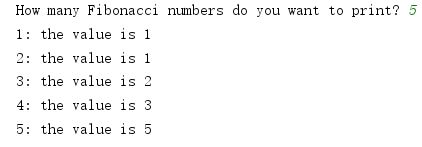 How many Fibonacci numbers do you want to print? 5
1: the value is 1
2: the value is 1
3: the value is 2
4: the value is 3
5: the value is 5